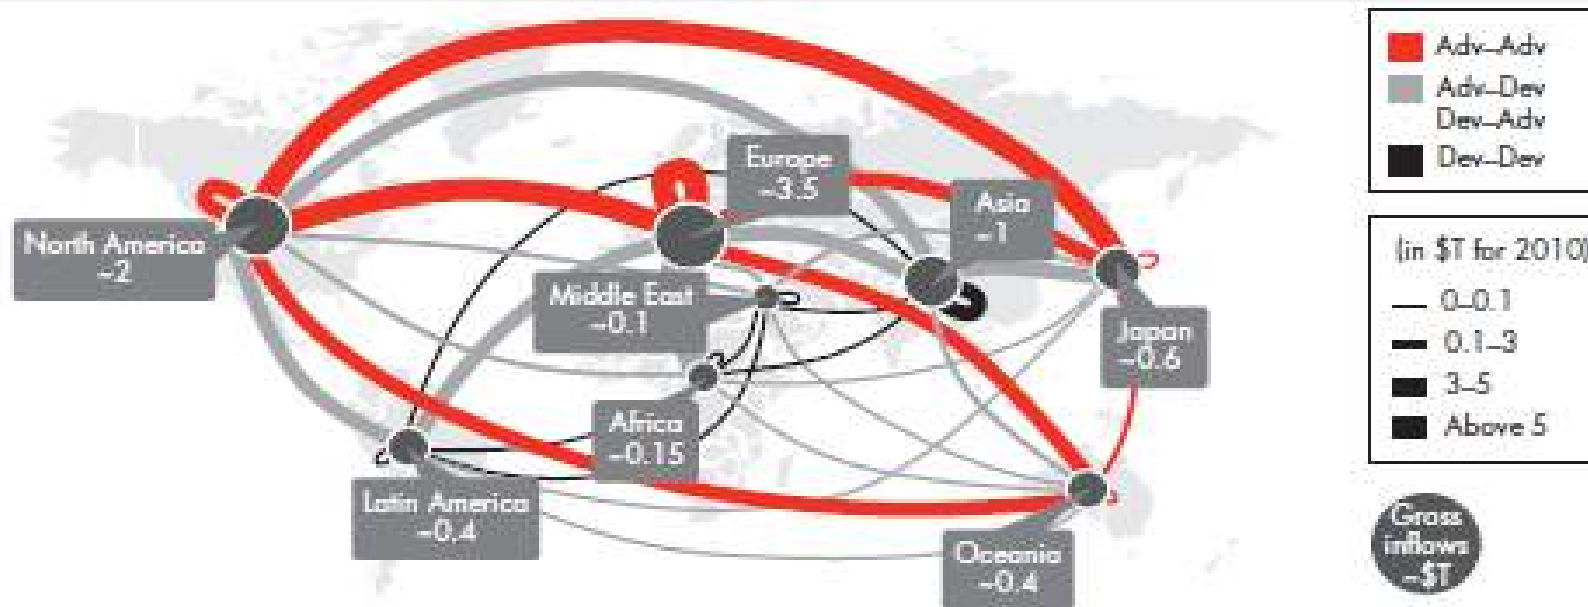 Europe
~3.5
Asia
~1
North America
~2
Middle East
~0.1
Japan
~0.6
Africa
~0.15
Latin America
~0.4
Oceania
~0.4
Adv–Adv
Adv–Dev
Dev–Adv
Dev–Dev
(in $T for 2010)
0–0.1
0.1–3
3–5
Above 5
Gross
inflows
~$T